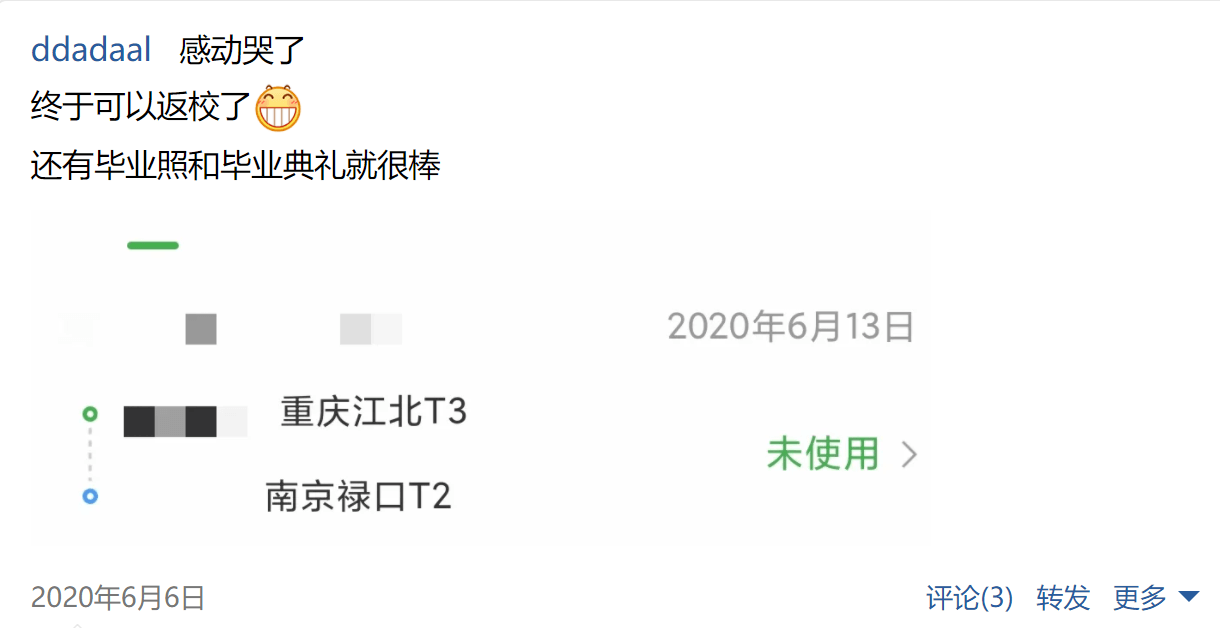 ddadaal 感动哭了
终于可以返校了
还有毕业照和毕业典礼就很棒
2020年6月13日
重庆江北T3
未使用
南京禄口T2
2020年6月6日 评论(3) 转发 更多